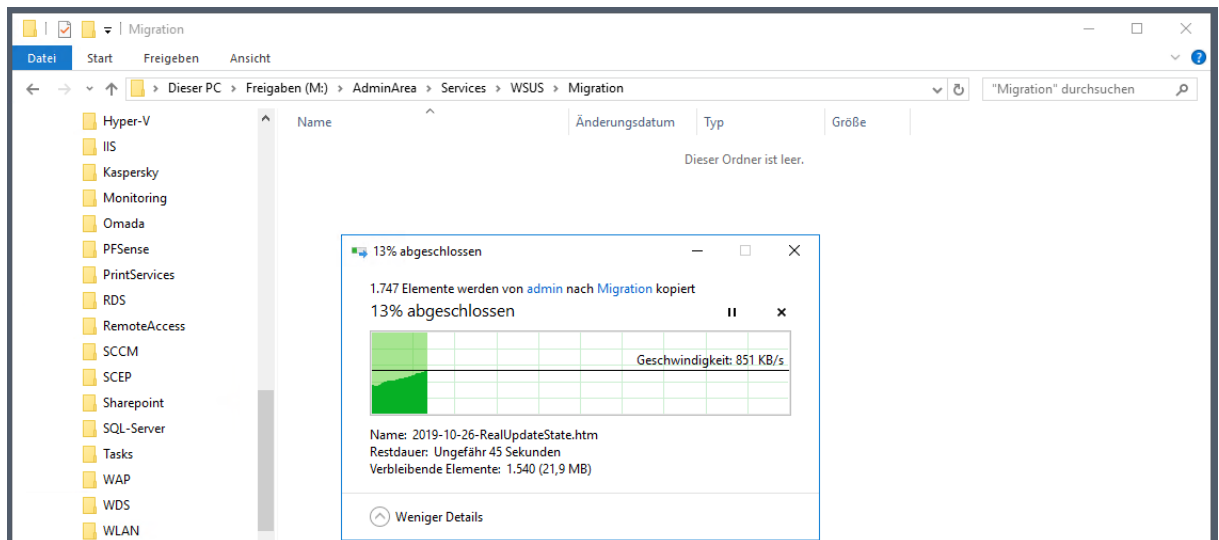 Migration
Datei Start Freigeben Ansicht
Dieser PC > Freigaben (M:) > AdminArea > Services > WSUS > Migration
"Migration" durchsuchen
Name Änderungsdatum Typ Größe
Dieser Ordner ist leer.
Hyper-V
IIS
Kaspersky
Monitoring
Omada
PFSense
PrintServices
RDS
RemoteAccess
SCCM
SCEP
Sharepoint
SQL-Server
Tasks
WAP
WDS
WLAN
13% abgeschlossen
1.747 Elemente werden von admin nach Migration kopiert
13% abgeschlossen
Geschwindigkeit: 851 KB/s
Name: 2019-10-26-RealUpdateState.htm
Restdauer: Ungefähr 45 Sekunden
Verbleibende Elemente: 1.540 (21,9 MB)
Weniger Details